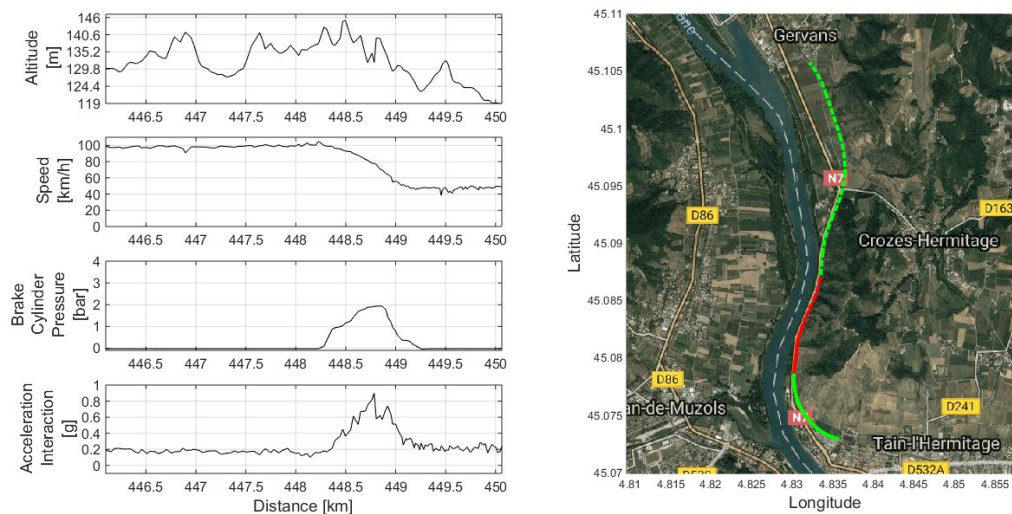 Altitude
[m]
146
140.6
135.2
129.8
124.4
119
446.5 447 447.5 448 448.5 449 449.5 450
Speed
[km/h]
100
80
60
40
20
0
446.5 447 447.5 448 448.5 449 449.5 450
Brake
Cylinder
Pressure
[bar]
4
3
2
1
0
446.5 447 447.5 448 448.5 449 449.5 450
Acceleration
Interaction
[g]
1
0.8
0.6
0.4
0.2
0
446.5 447 447.5 448 448.5 449 449.5 450
Distance [km]
Latitude
45.11
45.105
45.1
45.095
45.09
45.085
45.08
45.075
45.07
Gervans
N7
D86
D163
Crozes-Hermitage
D86
an-de-Muzols
D241
Tain-l'Hermitage
D532A
4.81 4.815 4.82 4.825 4.83 4.835 4.84 4.845 4.85 4.855
Longitude